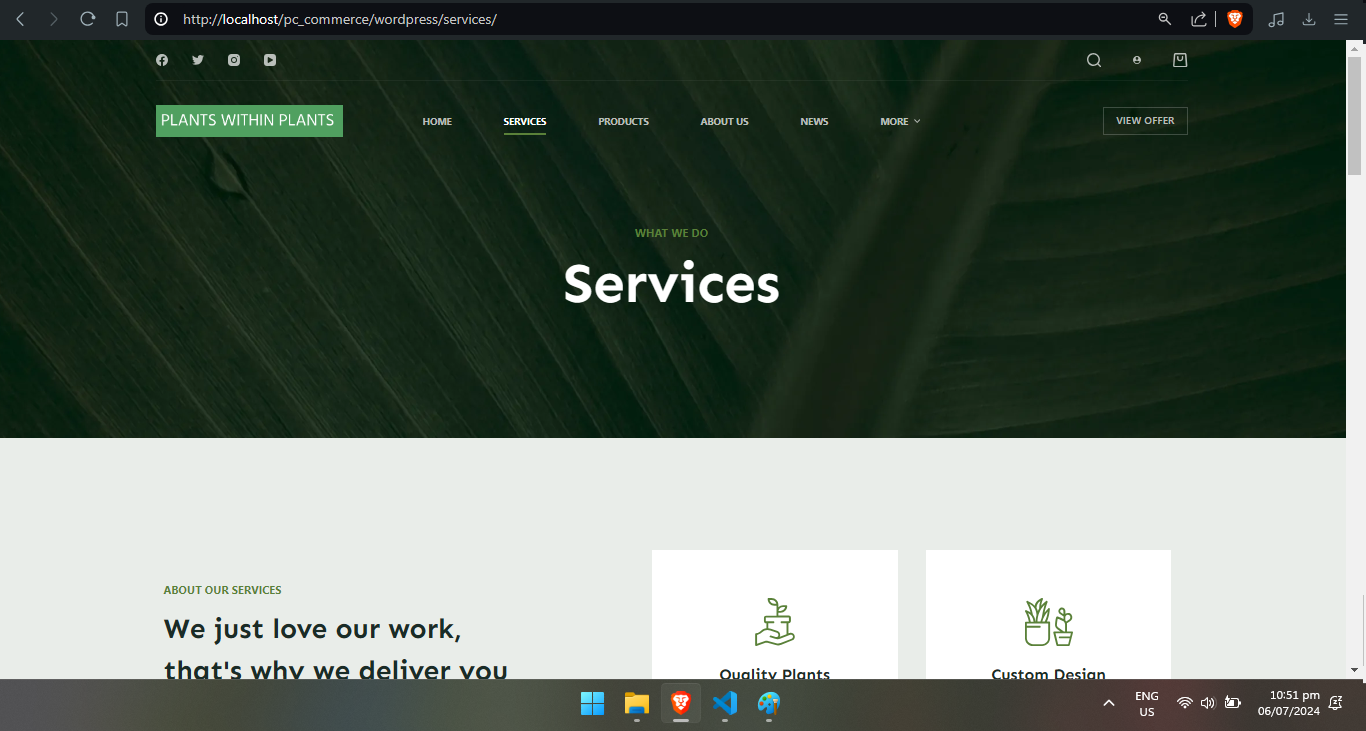 http://localhost/pc_commerce/wordpress/services/
PLANTS WITHIN PLANTS
HOME
SERVICES
PRODUCTS
ABOUT US
NEWS
MORE
VIEW OFFER
WHAT WE DO
Services
ABOUT OUR SERVICES
We just love our work,
that's why we deliver you
Quality Plants
Custom Design
ENG
US
10:51 pm
06/07/2024